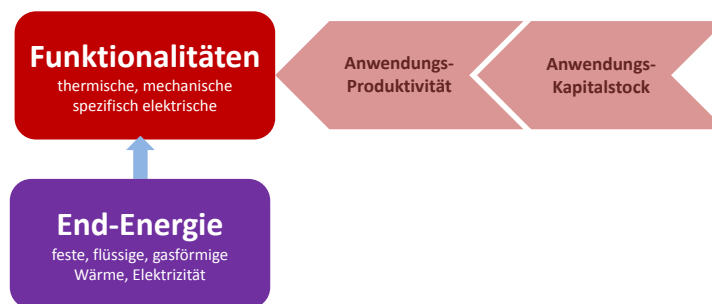 Funktionalitäten
thermische, mechanische
spezifisch elektrische
Anwendungs-
Produktivität
Anwendungs-
Kapitalstock
End-Energie
feste, flüssige, gasförmige
Wärme, Elektrizität